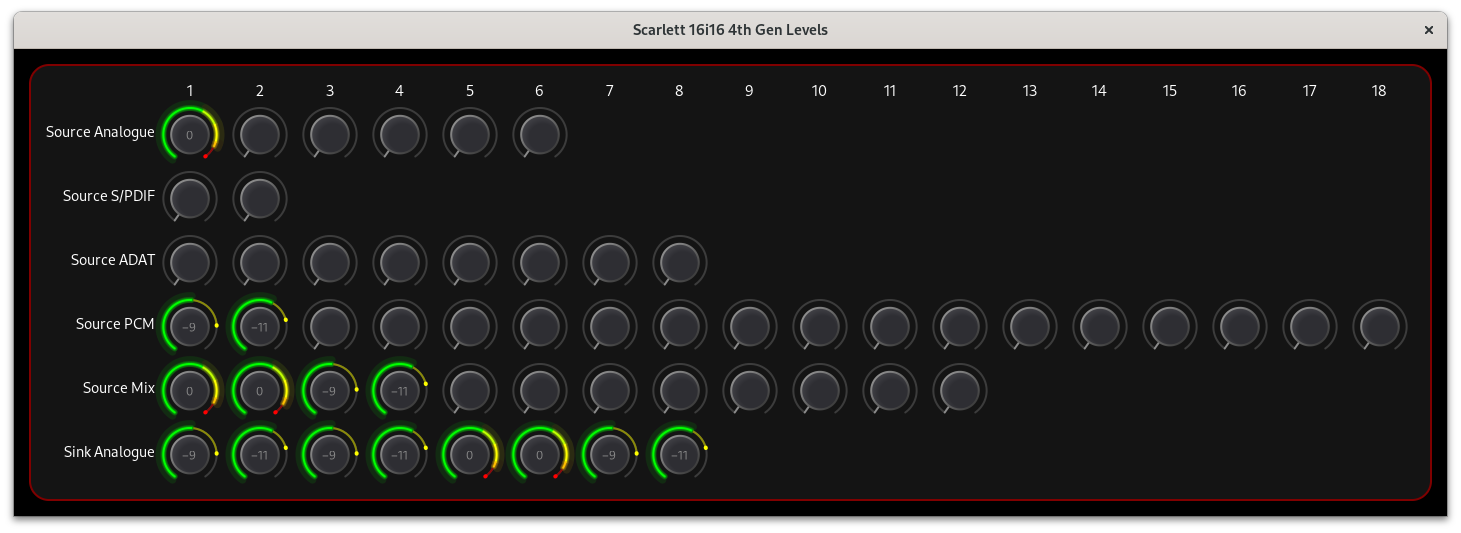 Scarlett 16i16 4th Gen Levels ×
1 2 3 4 5 6 7 8 9 10 11 12 13 14 15 16 17 18
Source Analogue 0
Source S/PDIF
Source ADAT
Source PCM -9 -11
Source Mix 0 0 -9 -11
Sink Analogue -9 -11 -9 -11 0 0 -9 -11